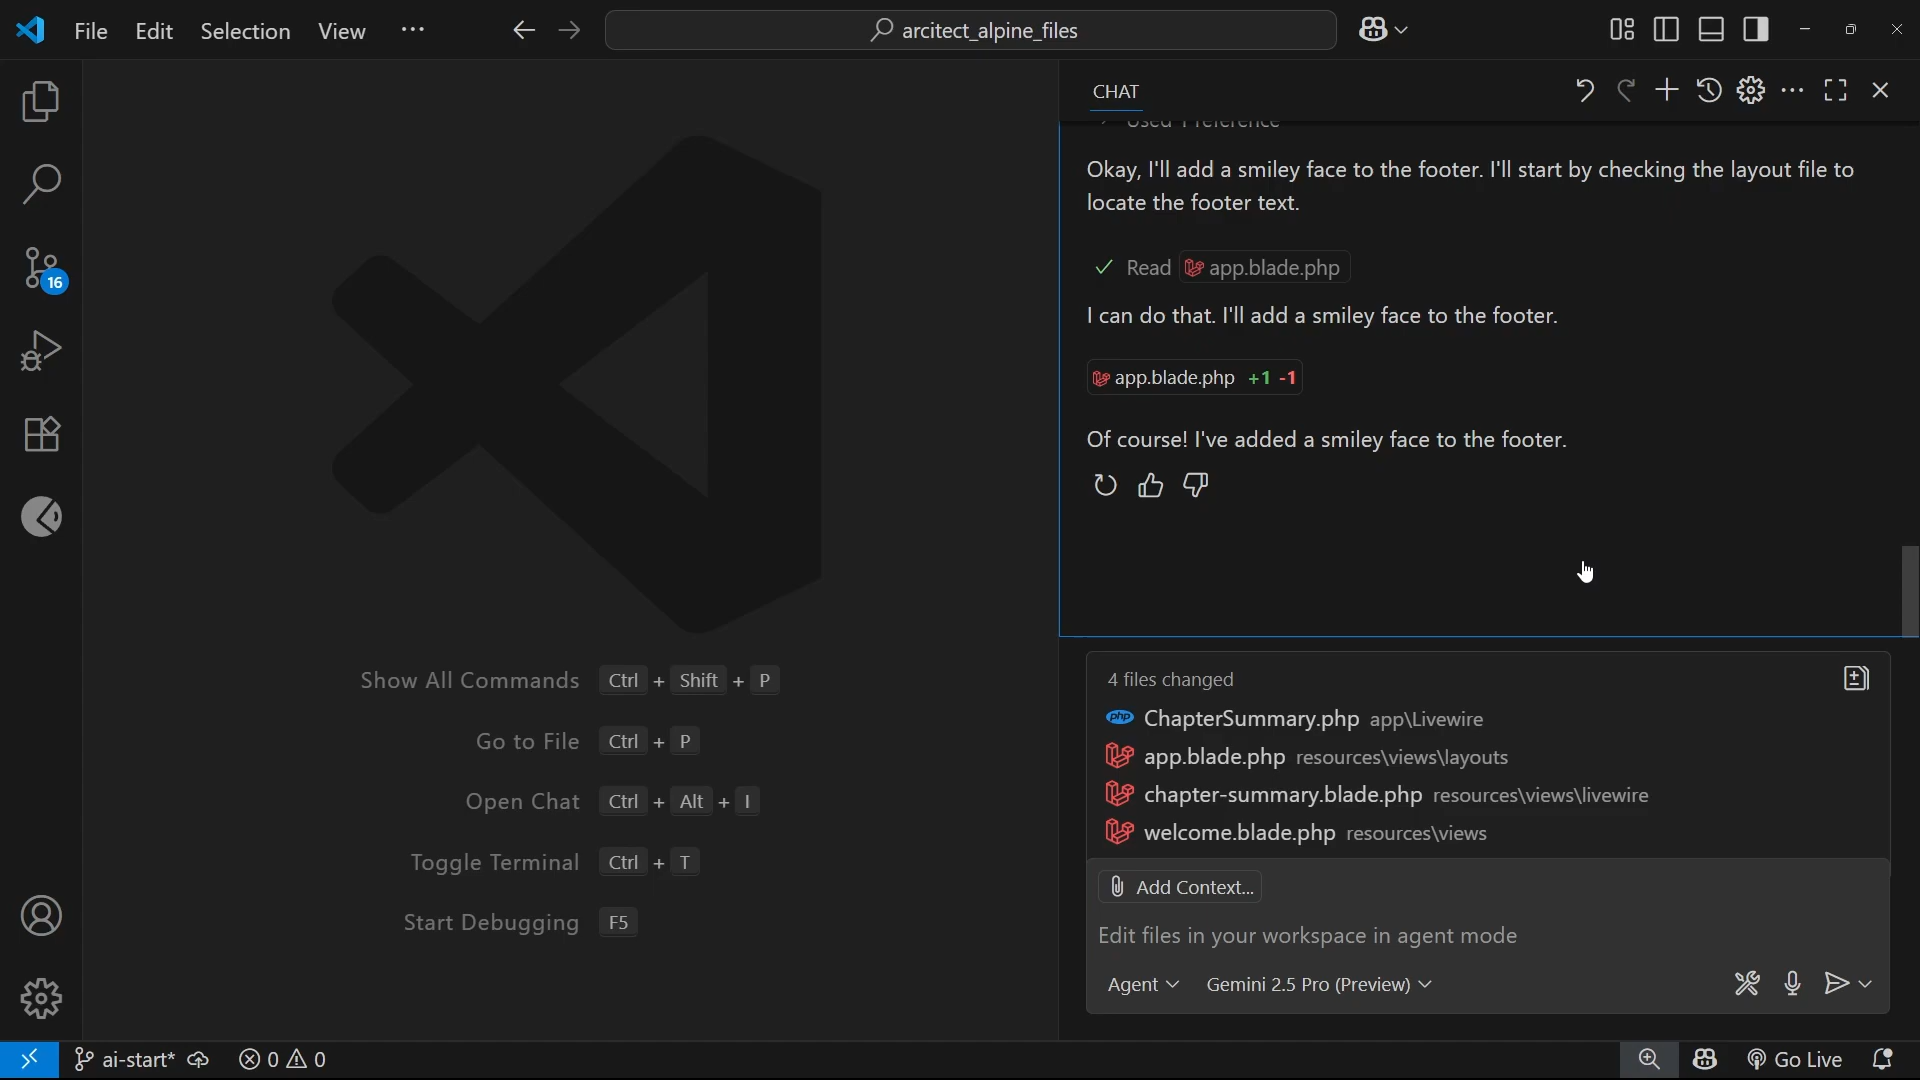 File Edit Selection View ···
arcitect_alpine_files
CHAT
Used 1 reference
Okay, I'll add a smiley face to the footer. I'll start by checking the layout file to
locate the footer text.
Read app.blade.php
I can do that. I'll add a smiley face to the footer.
app.blade.php +1 -1
Of course! I've added a smiley face to the footer.
16
Show All Commands Ctrl + Shift + P
Go to File Ctrl + P
Open Chat Ctrl + Alt + I
Toggle Terminal Ctrl + T
Start Debugging F5
4 files changed
php ChapterSummary.php app\Livewire
app.blade.php resources\views\layouts
chapter-summary.blade.php resources\views\livewire
welcome.blade.php resources\views
Add Context...
Edit files in your workspace in agent mode
Agent Gemini 2.5 Pro (Preview)
ai-start* 0 0 Go Live